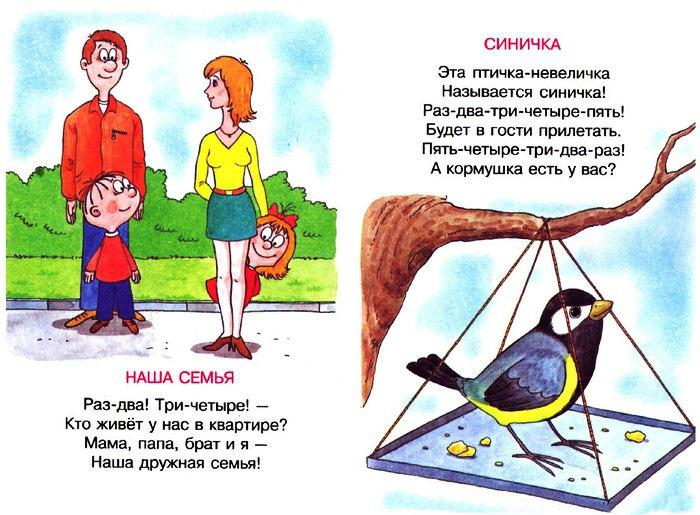 НАША СЕМЬЯ
Раз-два! Три-четыре! —
Кто живёт у нас в квартире?
Мама, папа, брат и я —
Наша дружная семья!
СИНИЧКА
Эта птичка-невеличка
Называется синичка!
Раз-два-три-четыре-пять!
Будет в гости прилетать.
Пять-четыре-три-два-раз!
А кормушка есть у вас?